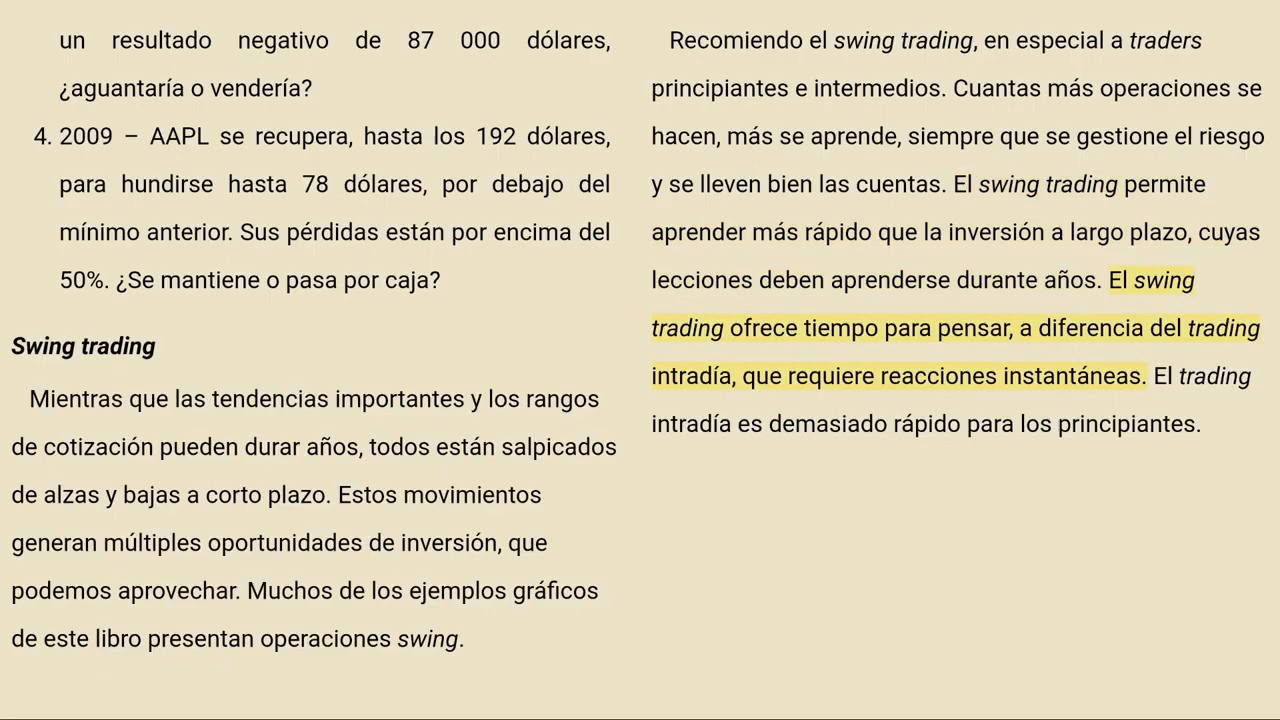 un resultado negativo de 87 000 dólares,
¿aguantaría o vendería?
4. 2009 – AAPL se recupera, hasta los 192 dólares,
para hundirse hasta 78 dólares, por debajo del
mínimo anterior. Sus pérdidas están por encima del
50%. ¿Se mantiene o pasa por caja?
Swing trading
Mientras que las tendencias importantes y los rangos
de cotización pueden durar años, todos están salpicados
de alzas y bajas a corto plazo. Estos movimientos
generan múltiples oportunidades de inversión, que
podemos aprovechar. Muchos de los ejemplos gráficos
de este libro presentan operaciones swing.
Recomiendo el swing trading, en especial a traders
principiantes e intermedios. Cuantas más operaciones se
hacen, más se aprende, siempre que se gestione el riesgo
y se lleven bien las cuentas. El swing trading permite
aprender más rápido que la inversión a largo plazo, cuyas
lecciones deben aprenderse durante años. El swing
trading ofrece tiempo para pensar, a diferencia del trading
intradía, que requiere reacciones instantáneas. El trading
intradía es demasiado rápido para los principiantes.